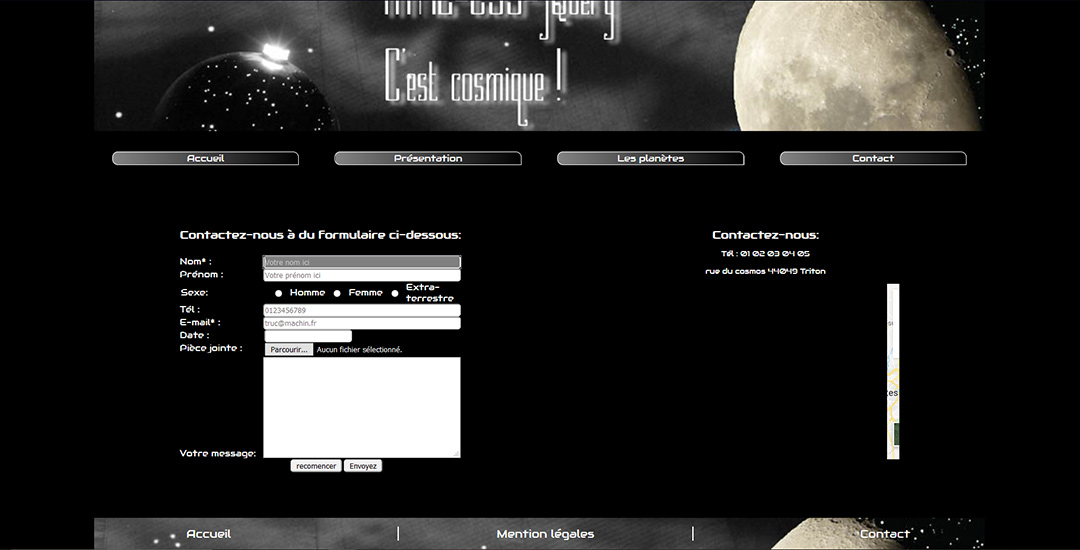 HTML CSS jquery
C'est cosmique !
Accueil
Présentation
Les planètes
Contact
Contactez-nous à du formulaire ci-dessous:
Nom* :
Votre nom ici
Prénom :
Votre prénom ici
Sexe:
Homme
Femme
Extra-
terrestre
Tél :
0123456789
E-mail* :
truc@machin.fr
Date :
Pièce jointe :
Parcourir...
Aucun fichier sélectionné.
Votre message:
recomencer
Envoyez
Contactez-nous:
Tél : 01 02 03 04 05
rue du cosmos 44049 Triton
Accueil
Mention légales
Contact